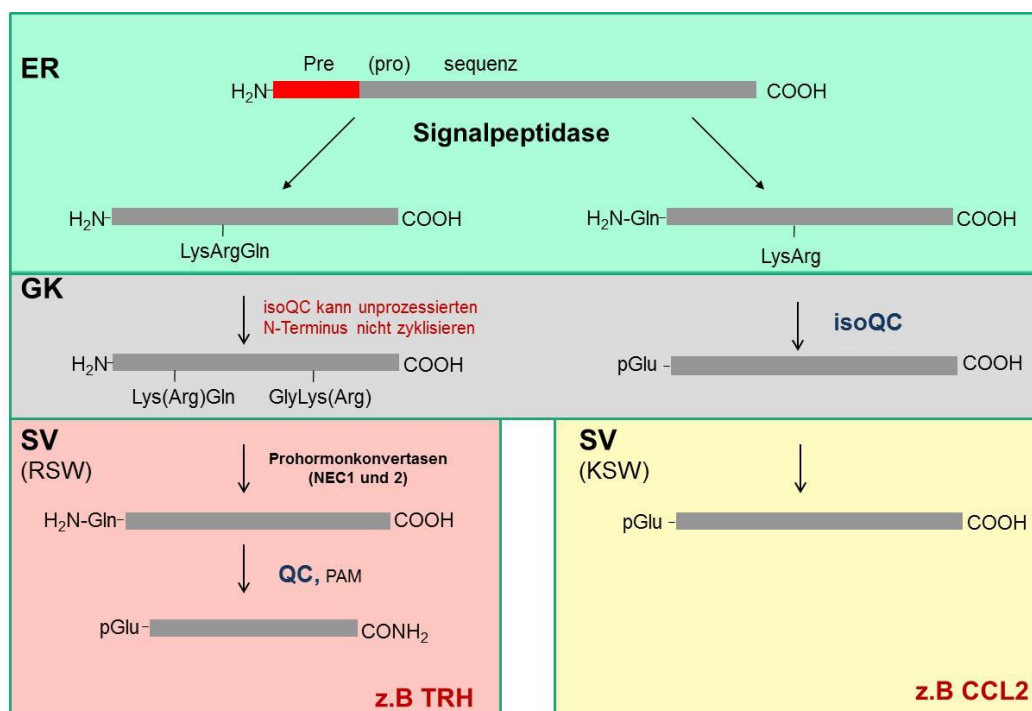 ER
Pre (pro) sequenz
H₂N COOH
Signalpeptidase
H₂N COOH
LysArgGln
H₂N-Gln COOH
LysArg
GK
isoQC kann unprozessierten
N-Terminus nicht zyklisieren
isoQC
H₂N COOH
Lys(Arg)Gln GlyLys(Arg)
pGlu COOH
SV
(RSW)
Prohormonkonvertasen
(NEC1 und 2)
H₂N-Gln COOH
QC, PAM
pGlu CONH₂
z.B TRH
SV
(KSW)
pGlu COOH
z.B CCL2